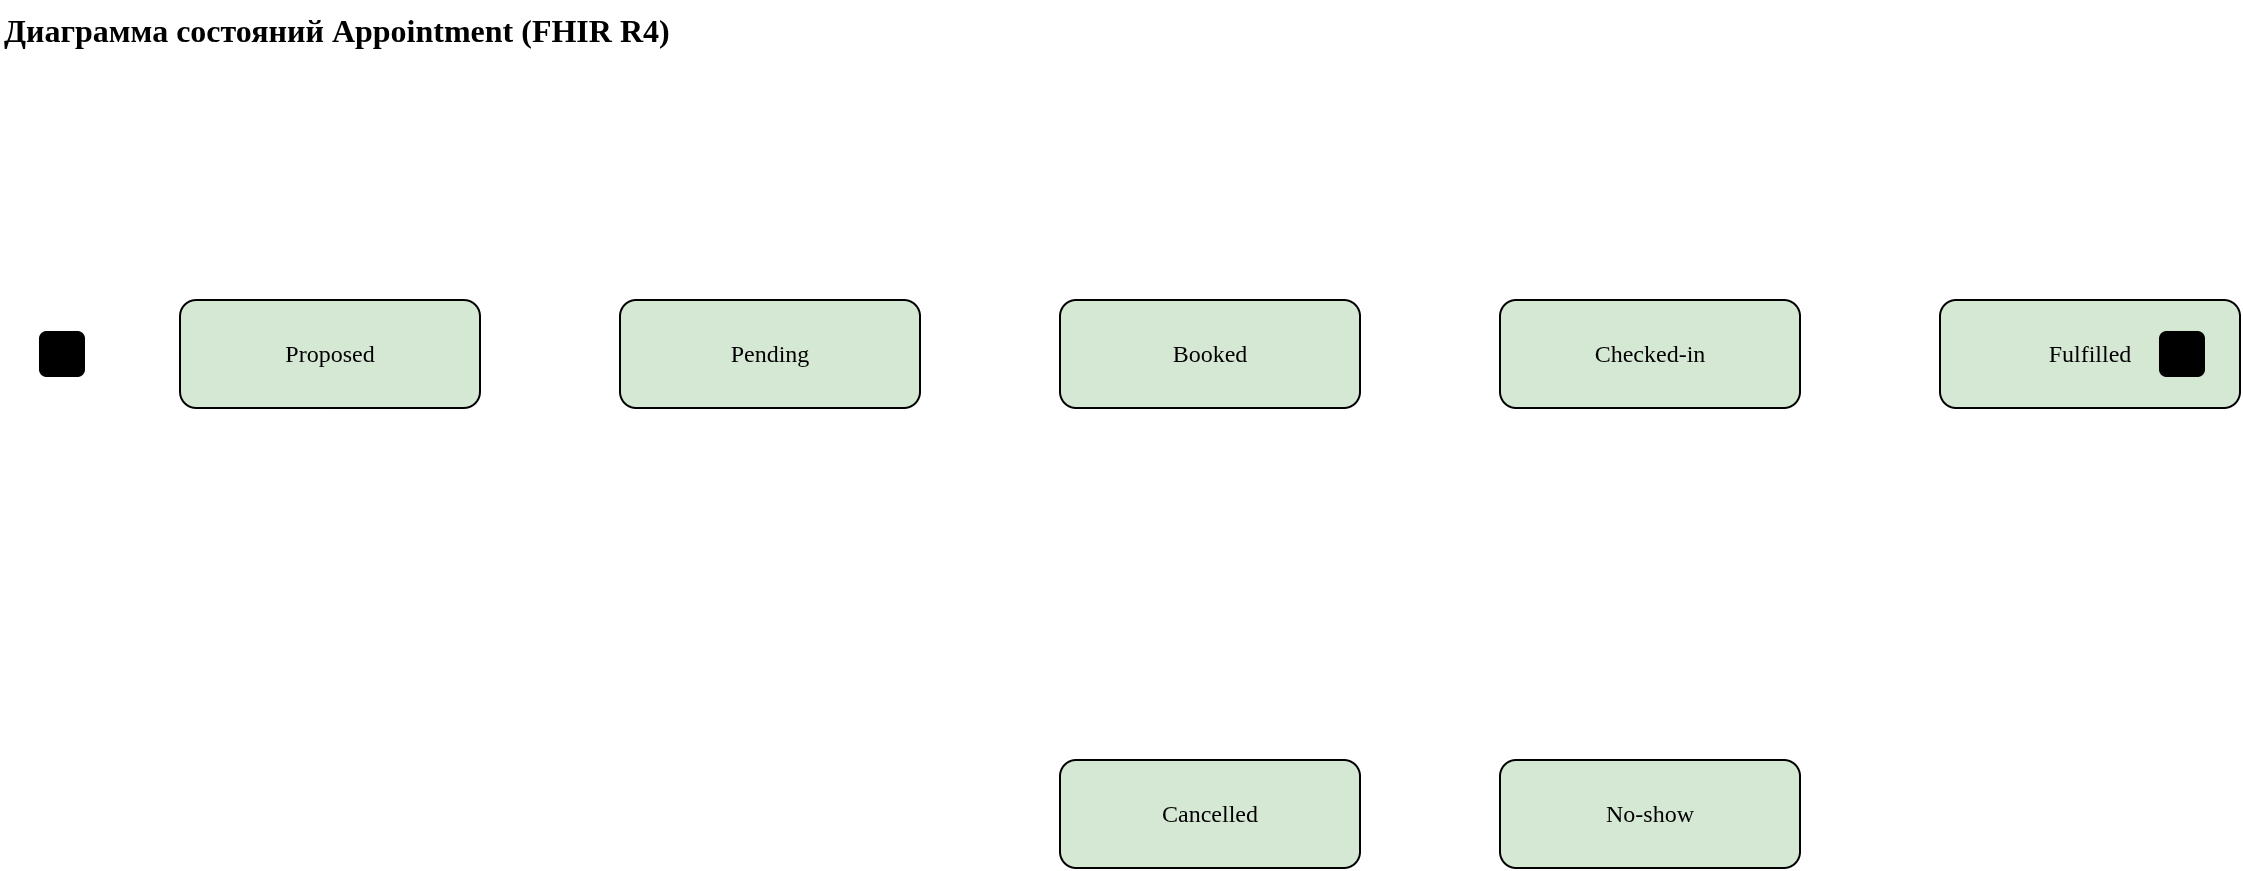 Диаграмма состояний Appointment (FHIR R4)
Proposed
Pending
Booked
Checked-in
Fulfilled
Cancelled
No-show